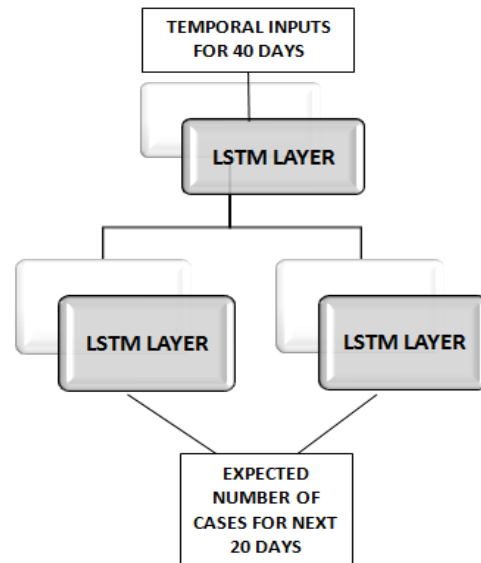 TEMPORAL INPUTS
FOR 40 DAYS
LSTM LAYER
LSTM LAYER
LSTM LAYER
EXPECTED
NUMBER OF
CASES FOR NEXT
20 DAYS